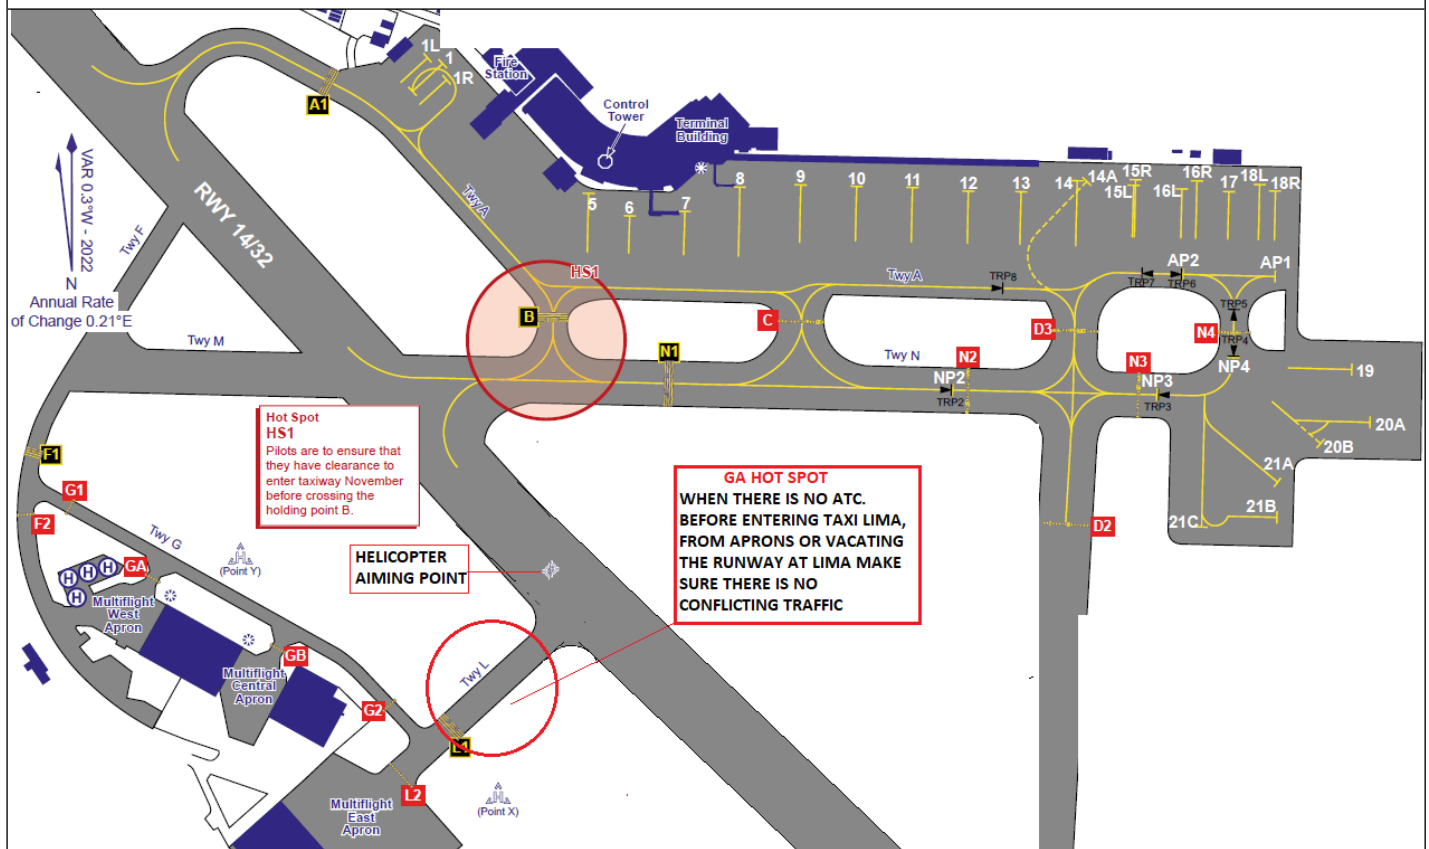 1L
1
1R
Fire
Station
A1
Control
Tower
Terminal
Building
VAR 0.3°W - 2022
N
Annual Rate
of Change 0.21°E
Twy F
RWY 14/32
Twy A
5
6
7
8
9
10
11
12
13
14
14A
15R
15L
16L
16R
17
18L
18R
HS1
Twy A
TRP8
AP2
TRP7
TRP6
AP1
TRP5
B
C
D3
N4
TRP4
Twy M
N1
Twy N
N2
N3
NP2
TRP2
NP3
TRP3
NP4
19
20A
20B
21A
21B
21C
D2
Hot Spot
HS1
Pilots are to ensure that
they have clearance to
enter taxiway November
before crossing the
holding point B.
GA HOT SPOT
WHEN THERE IS NO ATC.
BEFORE ENTERING TAXI LIMA,
FROM APRONS OR VACATING
THE RUNWAY AT LIMA MAKE
SURE THERE IS NO
CONFLICTING TRAFFIC
F1
G1
F2
Twy G
H
(Point Y)
HELICOPTER
AIMING POINT
GA
H
H
H
H
Multiflight
West
Apron
GB
Multiflight
Central
Apron
G2
Twy L
L1
L2
H
(Point X)
Multiflight
East
Apron